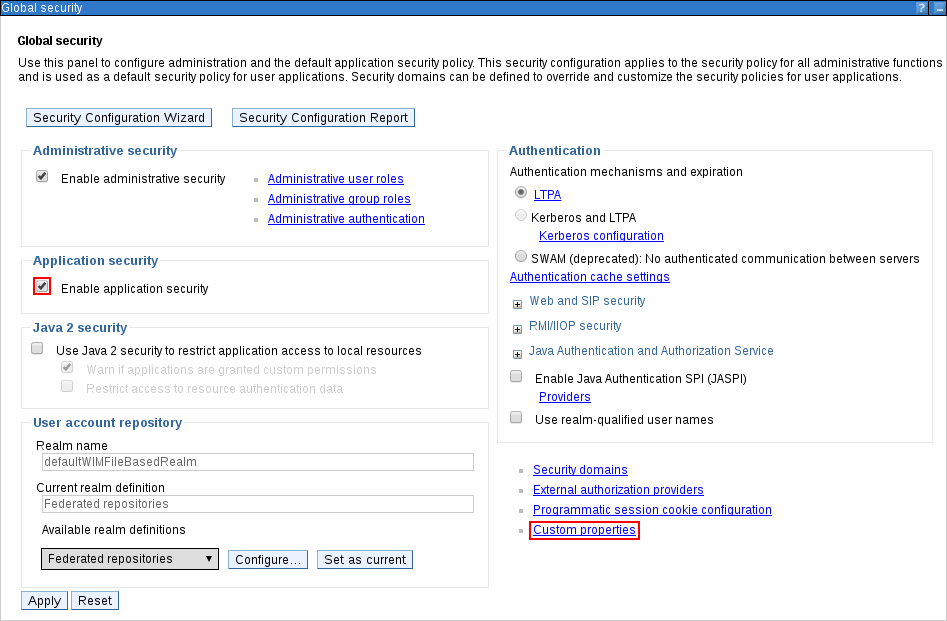 Global security
?
Global security
Use this panel to configure administration and the default application security policy. This security configuration applies to the security policy for all administrative functions
and is used as a default security policy for user applications. Security domains can be defined to override and customize the security policies for user applications.
Security Configuration Wizard
Security Configuration Report
Administrative security
Enable administrative security
Administrative user roles
Administrative group roles
Administrative authentication
Application security
Enable application security
Java 2 security
Use Java 2 security to restrict application access to local resources
Warn if applications are granted custom permissions
Restrict access to resource authentication data
User account repository
Realm name
defaultWIMFileBasedRealm
Current realm definition
Federated repositories
Available realm definitions
Federated repositories
Configure...
Set as current
Apply
Reset
Authentication
Authentication mechanisms and expiration
LTPA
Kerberos and LTPA
Kerberos configuration
SWAM (deprecated): No authenticated communication between servers
Authentication cache settings
Web and SIP security
RMI/IIOP security
Java Authentication and Authorization Service
Enable Java Authentication SPI (JASPI)
Providers
Use realm-qualified user names
Security domains
External authorization providers
Programmatic session cookie configuration
Custom properties